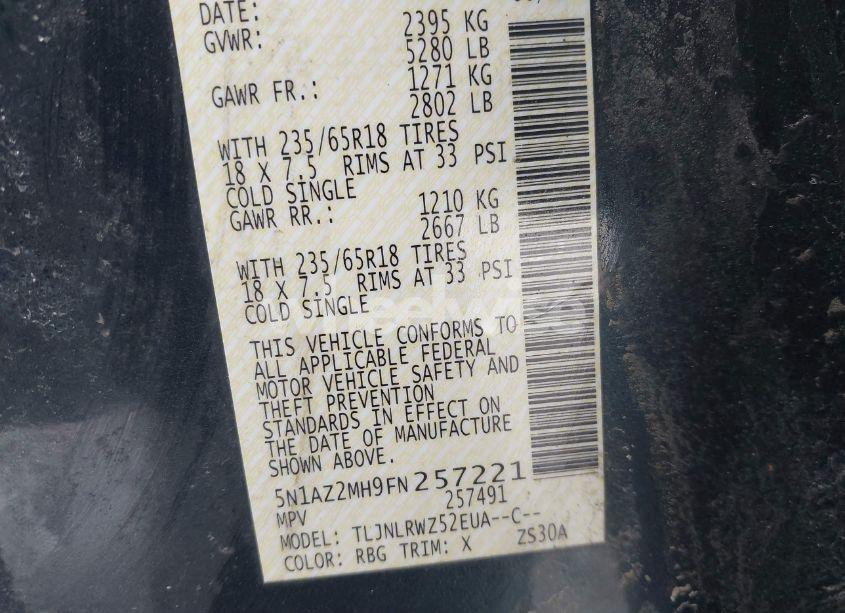 DATE:
GVWR: 2395 KG
5280 LB
GAWR FR.: 1271 KG
2802 LB
WITH 235/65R18 TIRES
18 X 7.5 RIMS AT 33 PSI
COLD SINGLE
GAWR RR.: 1210 KG
2667 LB
WITH 235/65R18 TIRES
18 X 7.5 RIMS AT 33 PSI
COLD SINGLE
THIS VEHICLE CONFORMS TO
ALL APPLICABLE FEDERAL
MOTOR VEHICLE SAFETY AND
THEFT PREVENTION
STANDARDS IN EFFECT ON
THE DATE OF MANUFACTURE
SHOWN ABOVE.
5N1AZ2MH9FN257221
MPV 257491
MODEL: TLJNLRWZ52EUA--C--
COLOR: RBG TRIM: X ZS30A